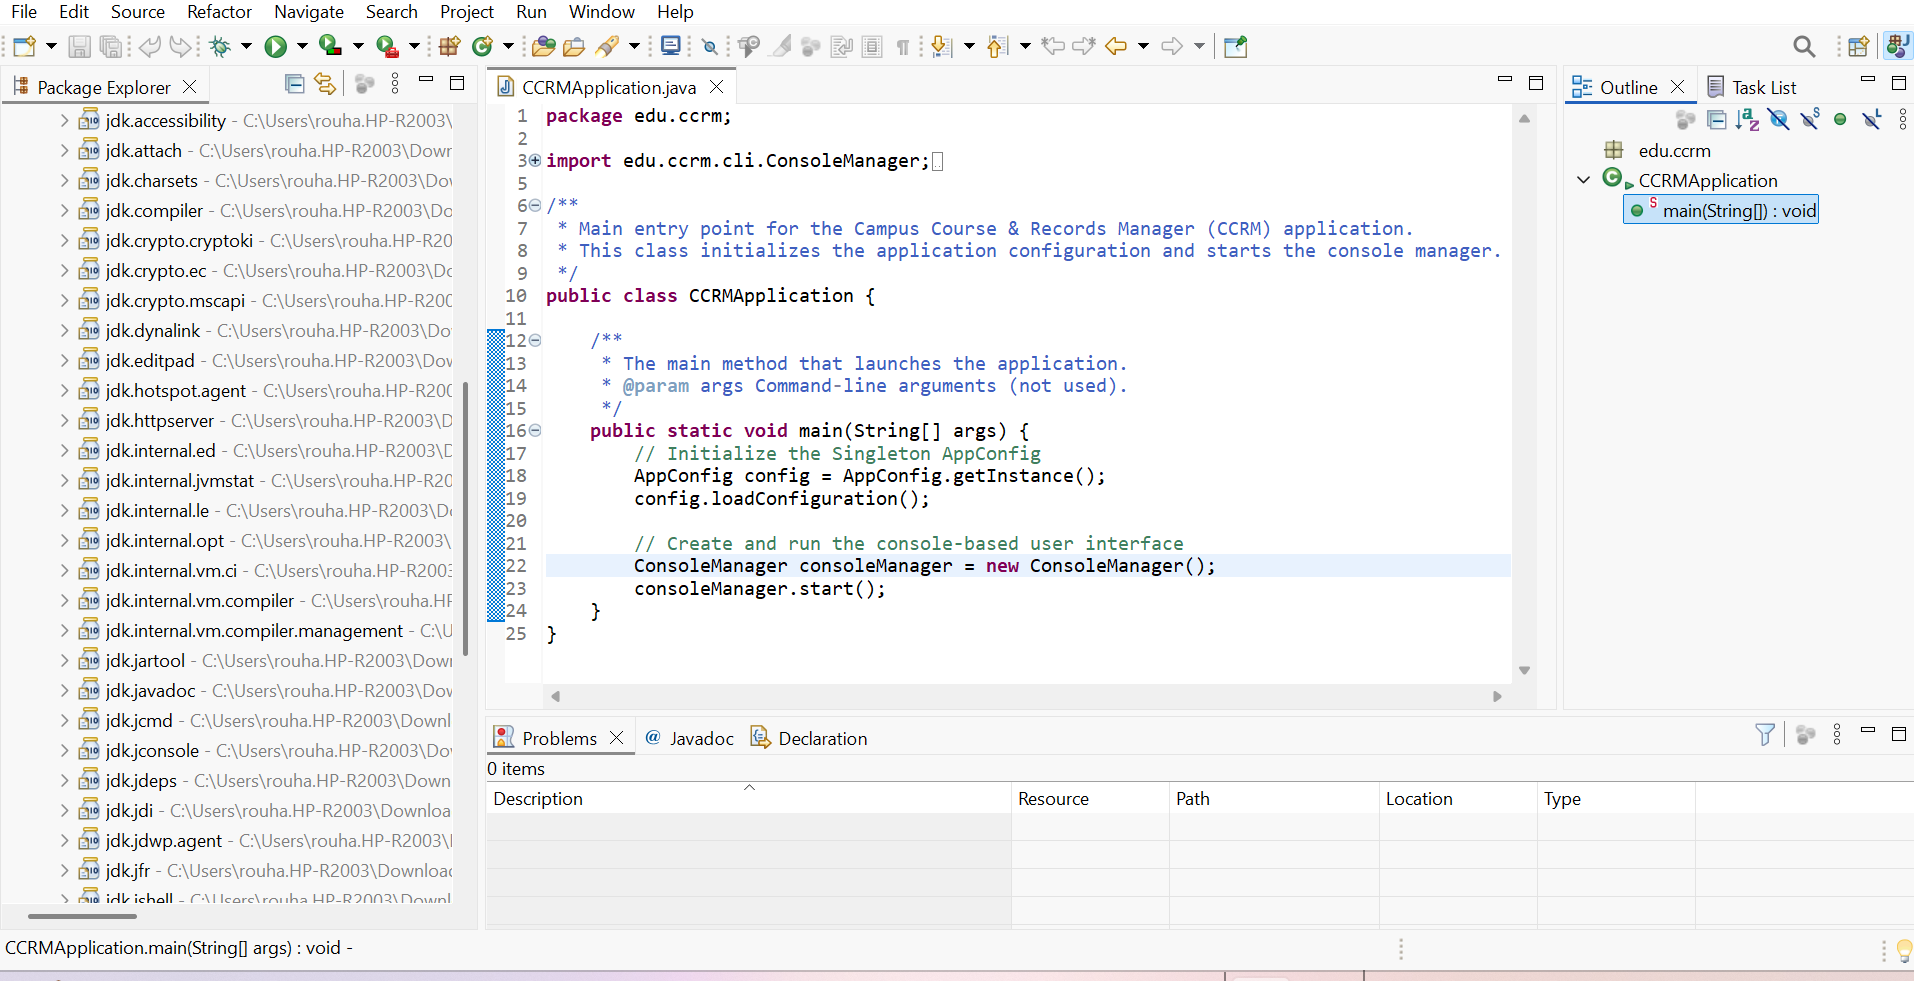 File Edit Source Refactor Navigate Search Project Run Window Help
Package Explorer
jdk.accessibility - C:\Users\rouha.HP-R2003\
jdk.attach - C:\Users\rouha.HP-R2003\Dowr
jdk.charsets - C:\Users\rouha.HP-R2003\Dov
jdk.compiler - C:\Users\rouha.HP-R2003\Do
jdk.crypto.cryptoki - C:\Users\rouha.HP-R20
jdk.crypto.ec - C:\Users\rouha.HP-R2003\Dc
jdk.crypto.mscapi - C:\Users\rouha.HP-R200
jdk.dynalink - C:\Users\rouha.HP-R2003\Do
jdk.editpad - C:\Users\rouha.HP-R2003\Dov
jdk.hotspot.agent - C:\Users\rouha.HP-R200
jdk.httpserver - C:\Users\rouha.HP-R2003\D
jdk.internal.ed - C:\Users\rouha.HP-R2003\D
jdk.internal.jvmstat - C:\Users\rouha.HP-R20
jdk.internal.le - C:\Users\rouha.HP-R2003\D
jdk.internal.opt - C:\Users\rouha.HP-R2003\
jdk.internal.vm.ci - C:\Users\rouha.HP-R2003
jdk.internal.vm.compiler - C:\Users\rouha.HP
jdk.internal.vm.compiler.management - C:\U
jdk.jartool - C:\Users\rouha.HP-R2003\Dowr
jdk.javadoc - C:\Users\rouha.HP-R2003\Dov
jdk.jcmd - C:\Users\rouha.HP-R2003\Downl
jdk.jconsole - C:\Users\rouha.HP-R2003\Do
jdk.jdeps - C:\Users\rouha.HP-R2003\Down
jdk.jdi - C:\Users\rouha.HP-R2003\Downloa
jdk.jdwp.agent - C:\Users\rouha.HP-R2003\
jdk.jfr - C:\Users\rouha.HP-R2003\Downloac
jdk.jshell - C:\Users\rouha.HP-R2003\Downl
CCRMApplication.java
1 package edu.ccrm;
2
3 import edu.ccrm.cli.ConsoleManager;
5
6 /**
7  * Main entry point for the Campus Course & Records Manager (CCRM) application.
8  * This class initializes the application configuration and starts the console manager.
9  */
10 public class CCRMApplication {
11
12     /**
13      * The main method that launches the application.
14      * @param args Command-line arguments (not used).
15      */
16     public static void main(String[] args) {
17         // Initialize the Singleton AppConfig
18         AppConfig config = AppConfig.getInstance();
19         config.loadConfiguration();
20
21         // Create and run the console-based user interface
22         ConsoleManager consoleManager = new ConsoleManager();
23         consoleManager.start();
24     }
25 }
Outline Task List
edu.ccrm
CCRMApplication
main(String[]) : void
Problems @ Javadoc Declaration
0 items
Description Resource Path Location Type
CCRMApplication.main(String[] args) : void -